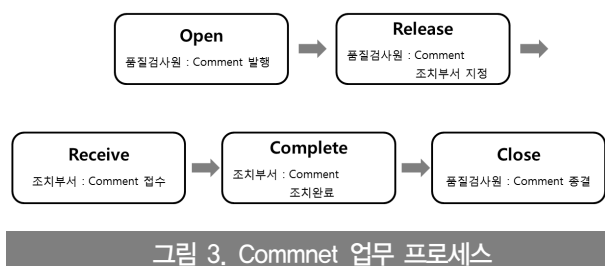 Open
품질검사원 : Comment 발행
Release
품질검사원 : Comment
조치부서 지정
Receive
조치부서 : Comment 접수
Complete
조치부서 : Comment
조치완료
Close
품질검사원 : Comment 종결
그림 3. Commnet 업무 프로세스